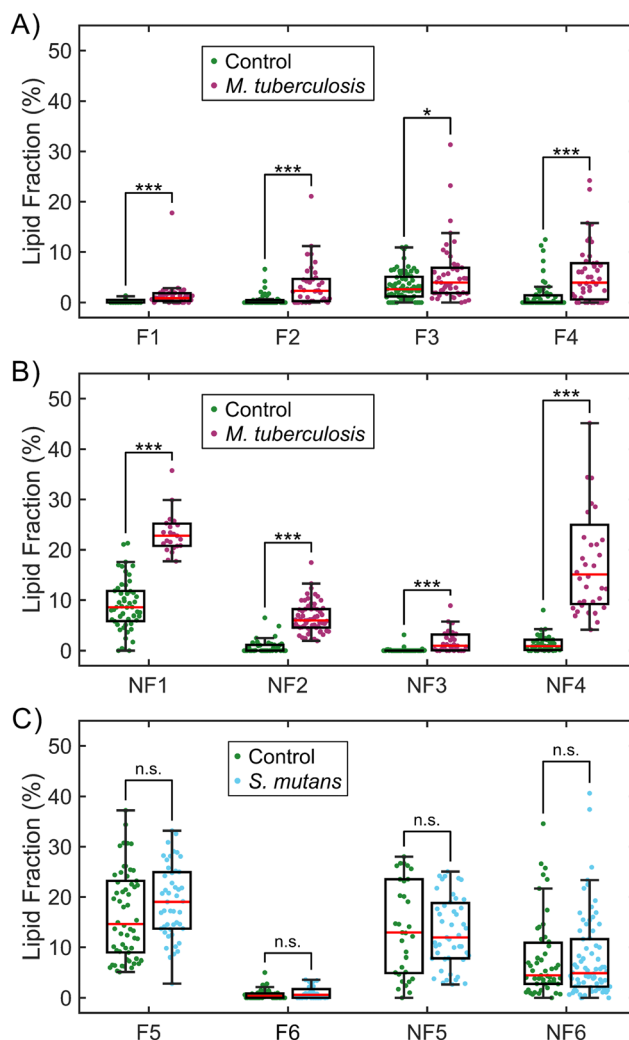 A)
Lipid Fraction (%)
50
40
30
20
10
0
Control
M. tuberculosis
***
***
*
***
F1 F2 F3 F4
B)
Lipid Fraction (%)
50
40
30
20
10
0
Control
M. tuberculosis
***
***
***
***
NF1 NF2 NF3 NF4
C)
Lipid Fraction (%)
50
40
30
20
10
0
Control
S. mutans
n.s.
n.s.
n.s.
n.s.
F5 F6 NF5 NF6